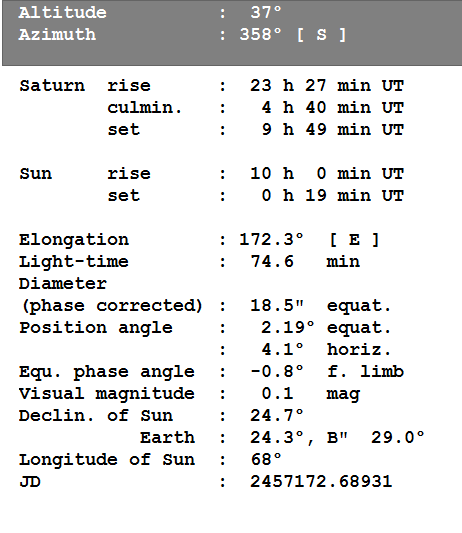 Altitude : 37°
Azimuth : 358° [ S ]
Saturn rise : 23 h 27 min UT
culmin. : 4 h 40 min UT
set : 9 h 49 min UT
Sun rise : 10 h 0 min UT
set : 0 h 19 min UT
Elongation : 172.3° [ E ]
Light-time : 74.6 min
Diameter
(phase corrected) : 18.5" equat.
Position angle : 2.19° equat.
: 4.1° horiz.
Equ. phase angle : -0.8° f. limb
Visual magnitude : 0.1 mag
Declin. of Sun : 24.7°
Earth : 24.3°, B" 29.0°
Longitude of Sun : 68°
JD : 2457172.68931